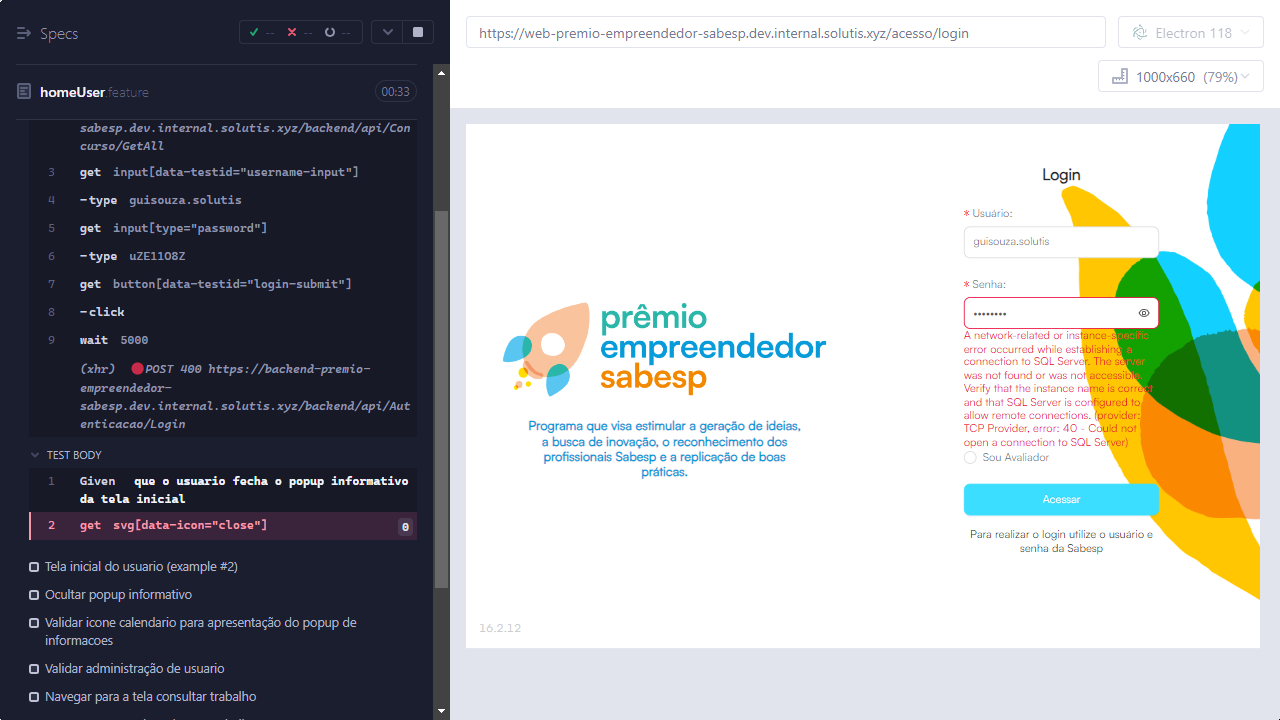 Specs
-- -- --
homeUser.feature
00:33
sabesp.dev.internal.solutis.xyz/backend/api/Con
curso/GetAll
3 get input[data-testid="username-input"]
4 -type guisouza.solutis
5 get input[type="password"]
6 -type uZE11O8Z
7 get button[data-testid="login-submit"]
8 -click
9 wait 5000
(xhr) POST 400 https://backend-premio-
empreendedor-
sabesp.dev.internal.solutis.xyz/backend/api/Aut
enticacao/Login
TEST BODY
1 Given que o usuario fecha o popup informativo
da tela inicial
2 get svg[data-icon="close"] 0
Tela inicial do usuario (example #2)
Ocultar popup informativo
Validar icone calendario para apresentação do popup de
informacoes
Validar administração de usuario
Navegar para a tela consultar trabalho
https://web-premio-empreendedor-sabesp.dev.internal.solutis.xyz/acesso/login
Electron 118
1000x660 (79%)
prêmio
empreendedor
sabesp
Programa que visa estimular a geração de ideias,
a busca de inovação, o reconhecimento dos
profissionais Sabesp e a replicação de boas
práticas.
16.2.12
Login
* Usuário:
guisouza.solutis
* Senha:
••••••••
A network-related or instance-specific
error occurred while establishing a
connection to SQL Server. The server
was not found or was not accessible.
Verify that the instance name is correct
and that SQL Server is configured to
allow remote connections. (provider:
TCP Provider, error: 40 - Could not
open a connection to SQL Server)
Sou Avaliador
Acessar
Para realizar o login utilize o usuário e
senha da Sabesp